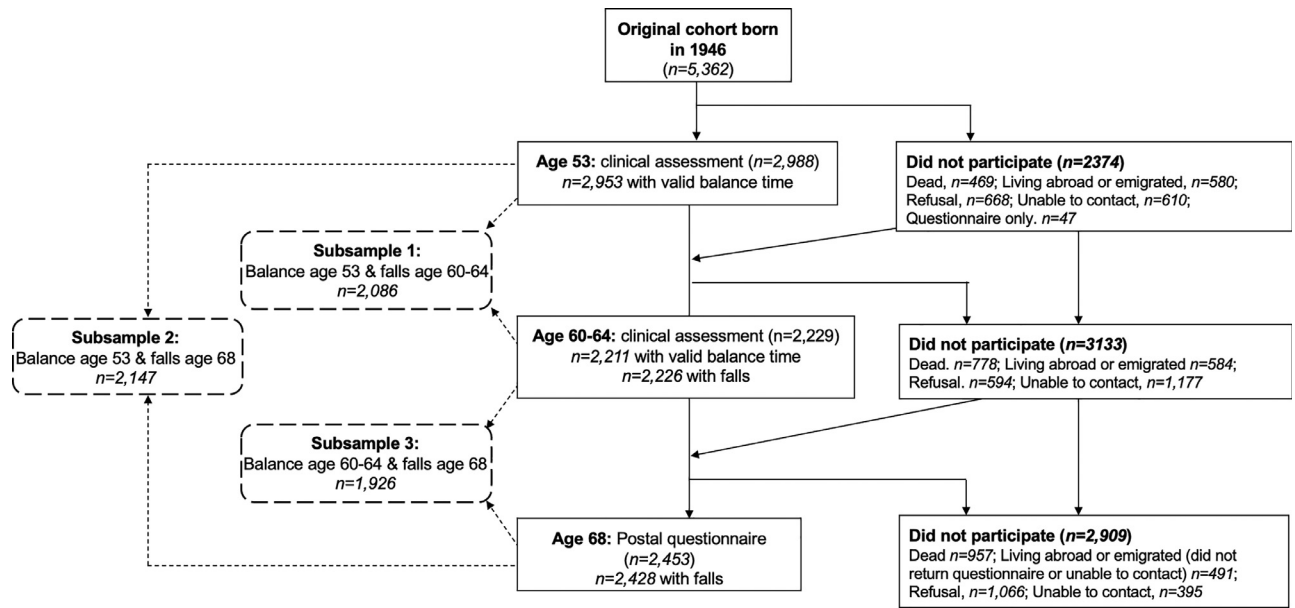 Original cohort born
in 1946
(n=5,362)
Age 53: clinical assessment (n=2,988)
n=2,953 with valid balance time
Did not participate (n=2374)
Dead, n=469; Living abroad or emigrated, n=580;
Refusal, n=668; Unable to contact, n=610;
Questionnaire only. n=47
Subsample 1:
Balance age 53 & falls age 60-64
n=2,086
Subsample 2:
Balance age 53 & falls age 68
n=2,147
Age 60-64: clinical assessment (n=2,229)
n=2,211 with valid balance time
n=2,226 with falls
Did not participate (n=3133)
Dead. n=778; Living abroad or emigrated n=584;
Refusal. n=594; Unable to contact, n=1,177
Subsample 3:
Balance age 60-64 & falls age 68
n=1,926
Age 68: Postal questionnaire
(n=2,453)
n=2,428 with falls
Did not participate (n=2,909)
Dead n=957; Living abroad or emigrated (did not
return questionnaire or unable to contact) n=491;
Refusal, n=1,066; Unable to contact, n=395